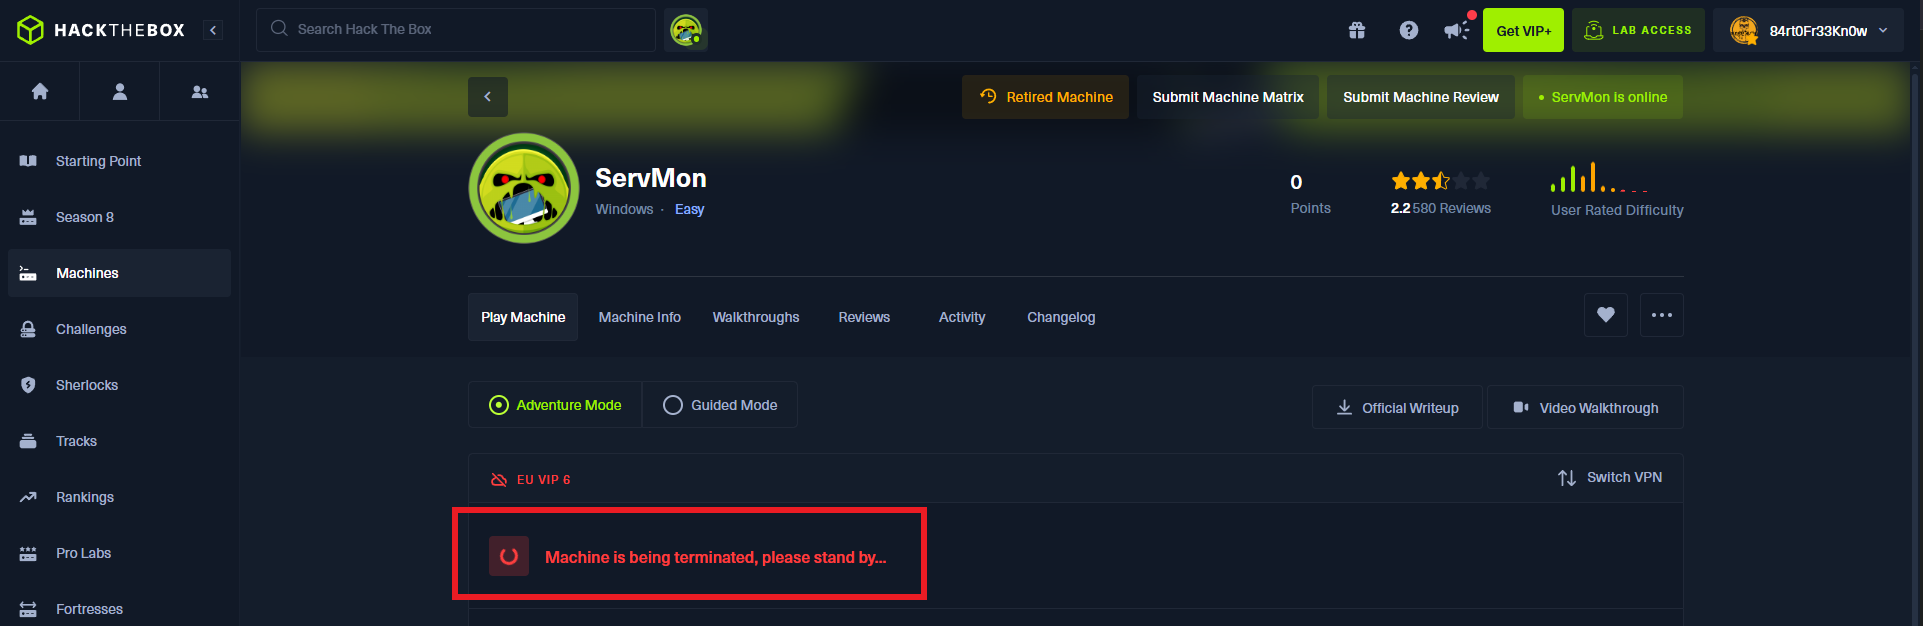 HACKTHEBOX
Search Hack The Box
Get VIP+
LAB ACCESS
84rt0Fr33Kn0w
Retired Machine
Submit Machine Matrix
Submit Machine Review
• ServMon is online
Starting Point
Season 8
Machines
Challenges
Sherlocks
Tracks
Rankings
Pro Labs
Fortresses
ServMon
Windows · Easy
0
Points
2.2 580 Reviews
User Rated Difficulty
Play Machine
Machine Info
Walkthroughs
Reviews
Activity
Changelog
Adventure Mode
Guided Mode
Official Writeup
Video Walkthrough
EU VIP 6
Switch VPN
Machine is being terminated, please stand by...